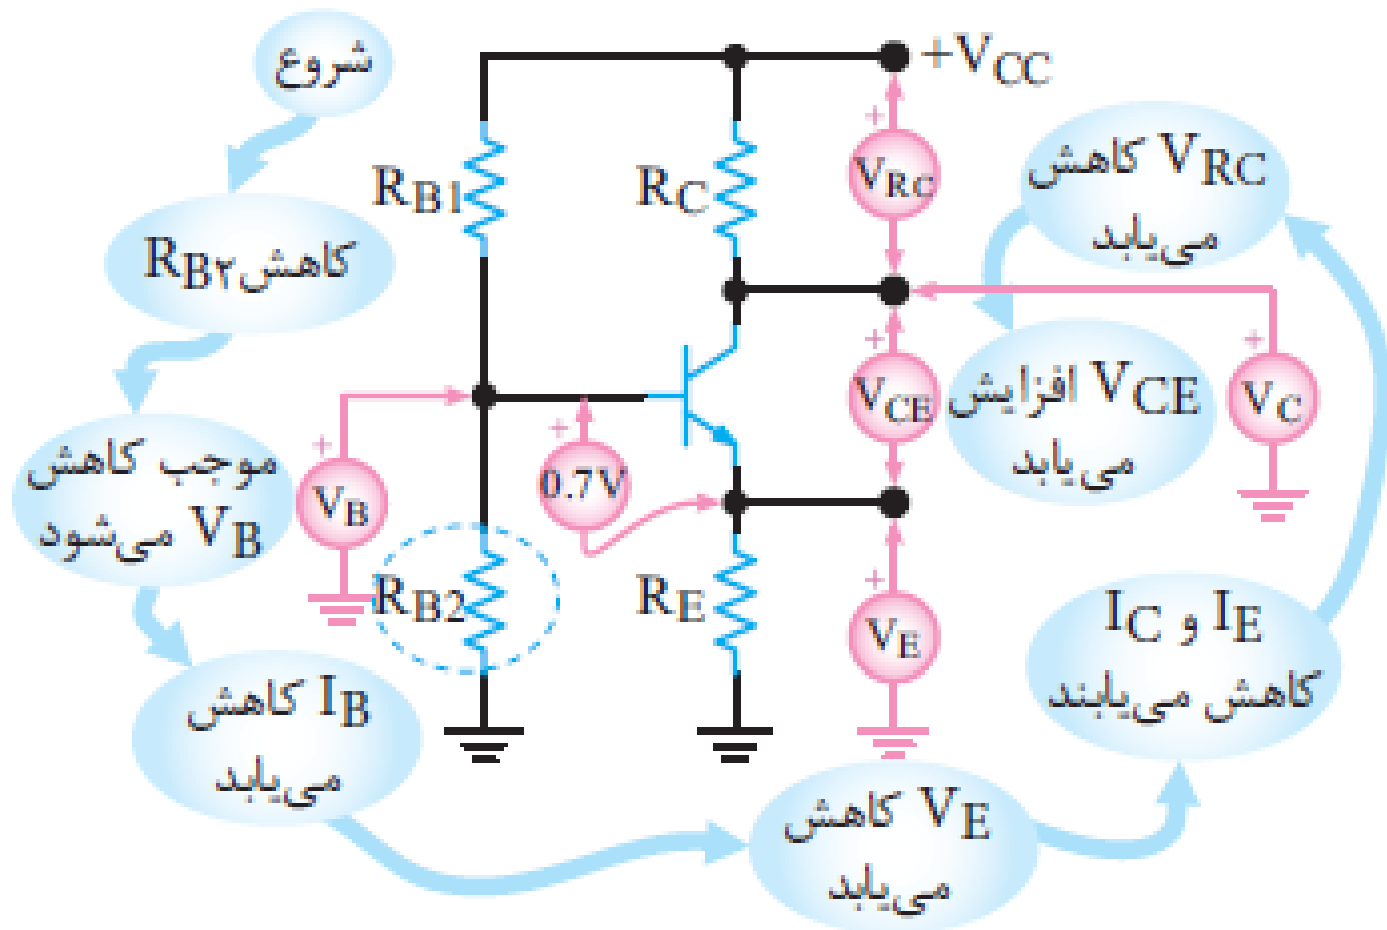 شروع
کاهش RB۲
موجب کاهش
VB می‌شود
IB کاهش
می‌یابد
VE کاهش
می‌یابد
IE و IC
کاهش می‌یابند
VRC کاهش
می‌یابد
VCE افزایش
می‌یابد
+VCC
RB1
RC
+
VRC
+
VCE
+
VC
+
VB
+
0.7V
RB2
RE
+
VE